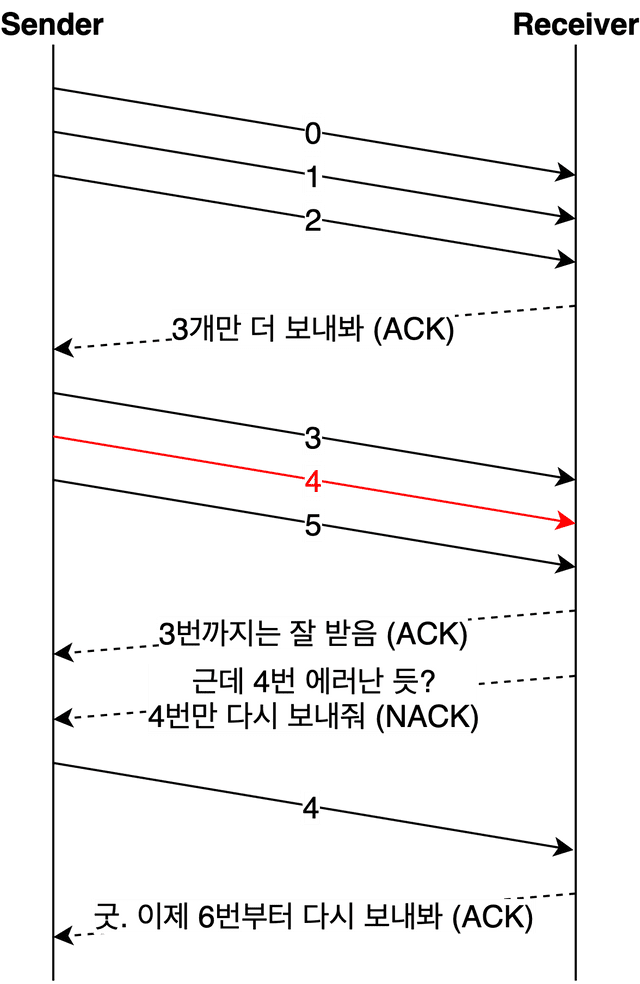 Sender
Receiver
0
1
2
3개만 더 보내봐 (ACK)
3
4
5
3번까지는 잘 받음 (ACK)
근데 4번 에러난 듯?
4번만 다시 보내줘 (NACK)
4
굿. 이제 6번부터 다시 보내봐 (ACK)